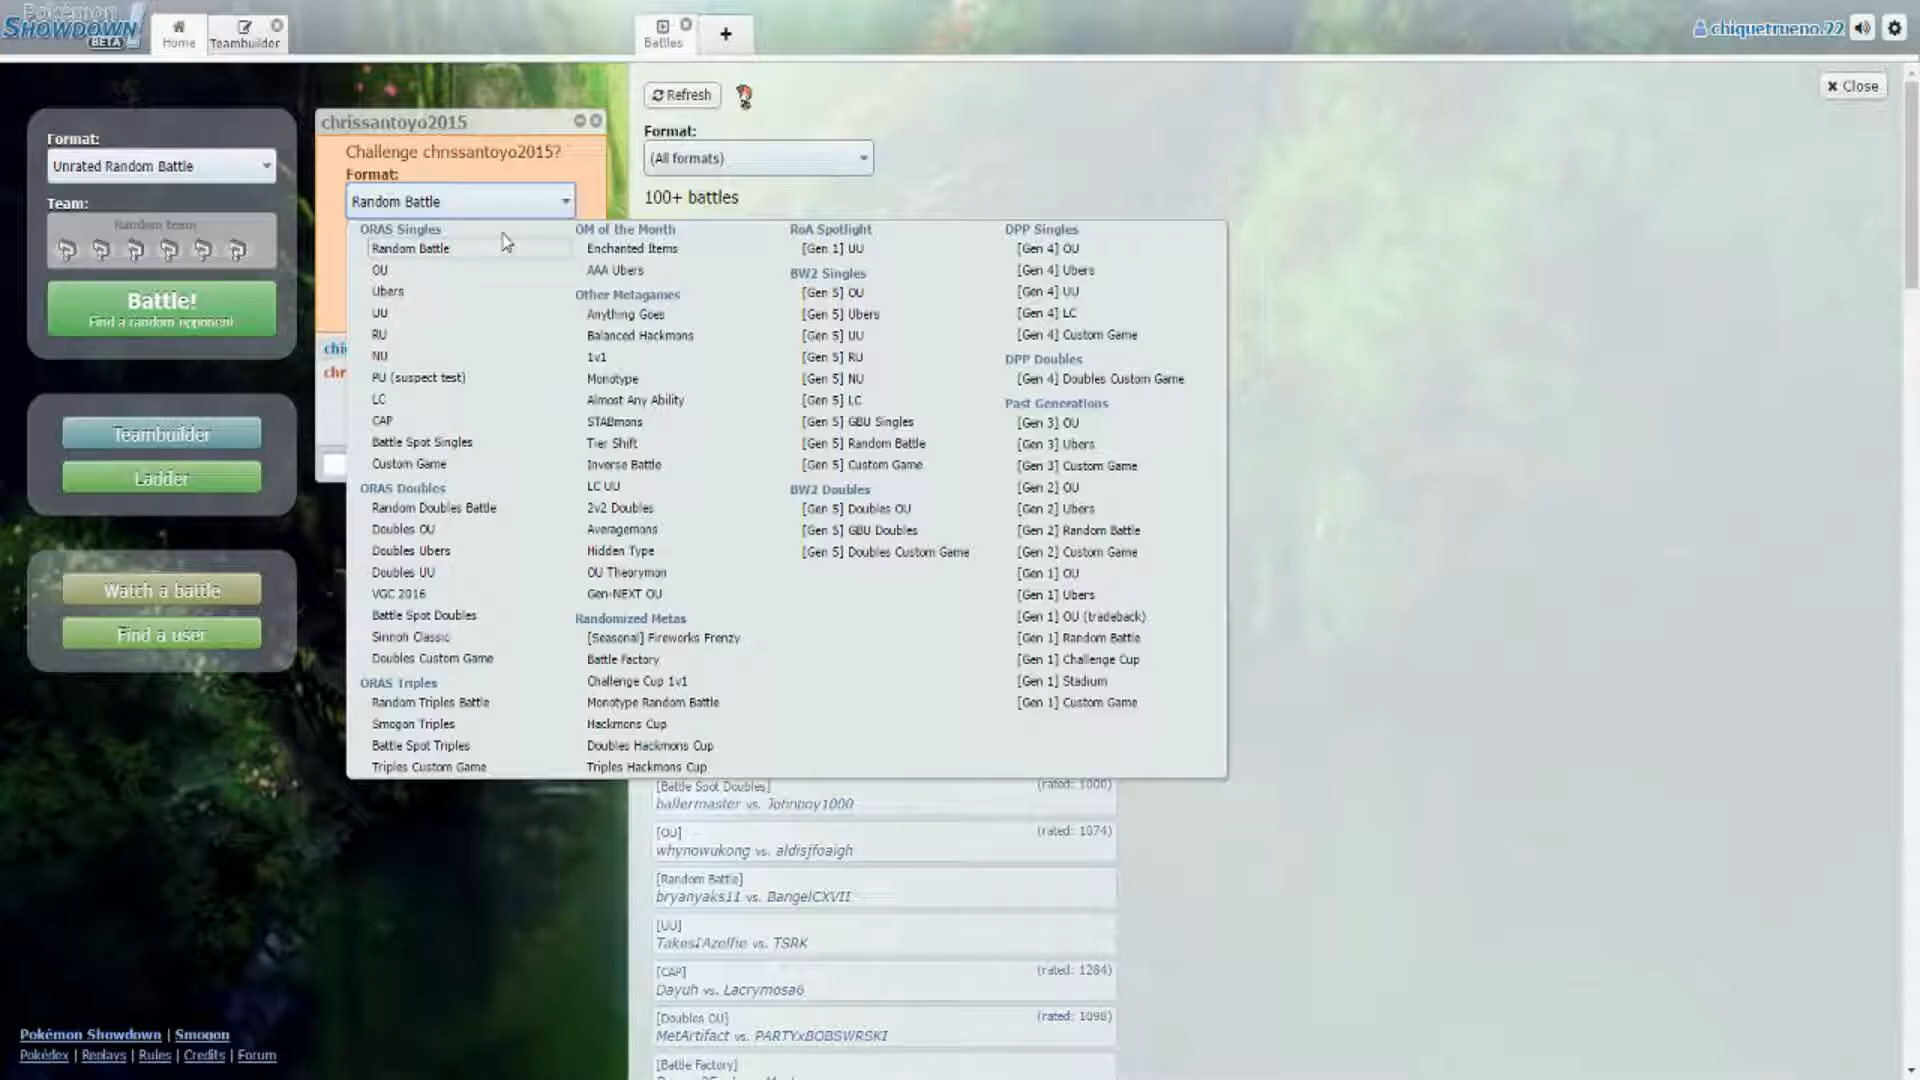 Pokémon
SHOWDOWN!
BETA
Home
Teambuilder
Battles
chiquetrueno.22
Format:
Unrated Random Battle
Team:
Random team
Battle!
Find a random opponent
Teambuilder
Ladder
Watch a battle
Find a user
Pokémon Showdown | Smogon
Pokédex | Replays | Rules | Credits | Forum
chrissantoyo2015
Challenge chrissantoyo2015?
Format:
Random Battle
chi
chr
ORAS Singles
Random Battle
OU
Ubers
UU
RU
NU
PU (suspect test)
LC
CAP
Battle Spot Singles
Custom Game
ORAS Doubles
Random Doubles Battle
Doubles OU
Doubles Ubers
Doubles UU
VGC 2016
Battle Spot Doubles
Sinnoh Classic
Doubles Custom Game
ORAS Triples
Random Triples Battle
Smogon Triples
Battle Spot Triples
Triples Custom Game
OM of the Month
Enchanted Items
AAA Ubers
Other Metagames
Anything Goes
Balanced Hackmons
1v1
Monotype
Almost Any Ability
STABmons
Tier Shift
Inverse Battle
LC UU
2v2 Doubles
Averagemons
Hidden Type
OU Theorymon
Gen-NEXT OU
Randomized Metas
[Seasonal] Fireworks Frenzy
Battle Factory
Challenge Cup 1v1
Monotype Random Battle
Hackmons Cup
Doubles Hackmons Cup
Triples Hackmons Cup
RoA Spotlight
[Gen 1] UU
BW2 Singles
[Gen 5] OU
[Gen 5] Ubers
[Gen 5] UU
[Gen 5] RU
[Gen 5] NU
[Gen 5] LC
[Gen 5] GBU Singles
[Gen 5] Random Battle
[Gen 5] Custom Game
BW2 Doubles
[Gen 5] Doubles OU
[Gen 5] GBU Doubles
[Gen 5] Doubles Custom Game
DPP Singles
[Gen 4] OU
[Gen 4] Ubers
[Gen 4] UU
[Gen 4] LC
[Gen 4] Custom Game
DPP Doubles
[Gen 4] Doubles Custom Game
Past Generations
[Gen 3] OU
[Gen 3] Ubers
[Gen 3] Custom Game
[Gen 2] OU
[Gen 2] Ubers
[Gen 2] Random Battle
[Gen 2] Custom Game
[Gen 1] OU
[Gen 1] Ubers
[Gen 1] OU (tradeback)
[Gen 1] Random Battle
[Gen 1] Challenge Cup
[Gen 1] Stadium
[Gen 1] Custom Game
Refresh
Close
Format:
(All formats)
100+ battles
[Battle Spot Doubles] (rated: 1000)
ballermaster vs. Johnboy1000
[OU] (rated: 1074)
whynowukong vs. aldisjfoaigh
[Random Battle]
bryanyaks11 vs. BangelCXVII
[UU]
TakesIAzelfie vs. TSRK
[CAP] (rated: 1284)
Dayuh vs. Lacrymosa6
[Doubles OU] (rated: 1098)
MetArtifact vs. PARTYxBOBSWRSKI
[Battle Factory]